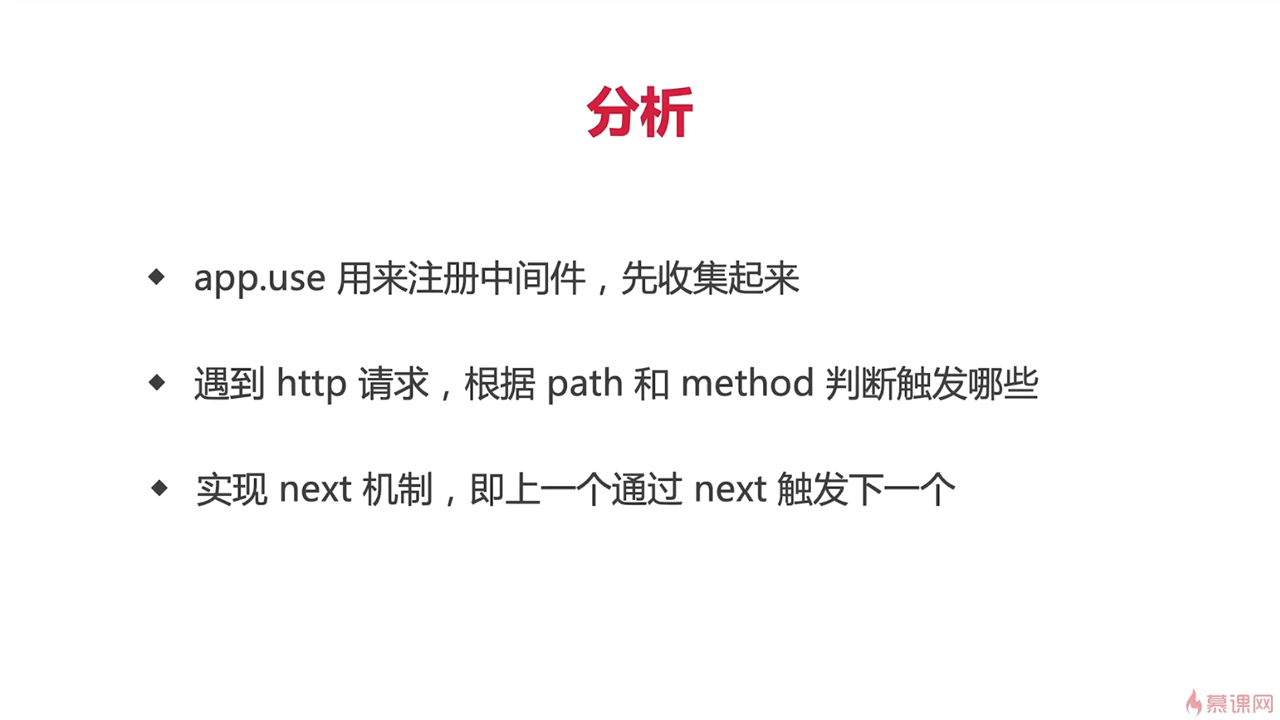 分析
◆ app.use 用来注册中间件，先收集起来
◆ 遇到 http 请求，根据 path 和 method 判断触发哪些
◆ 实现 next 机制，即上一个通过 next 触发下一个
慕课网